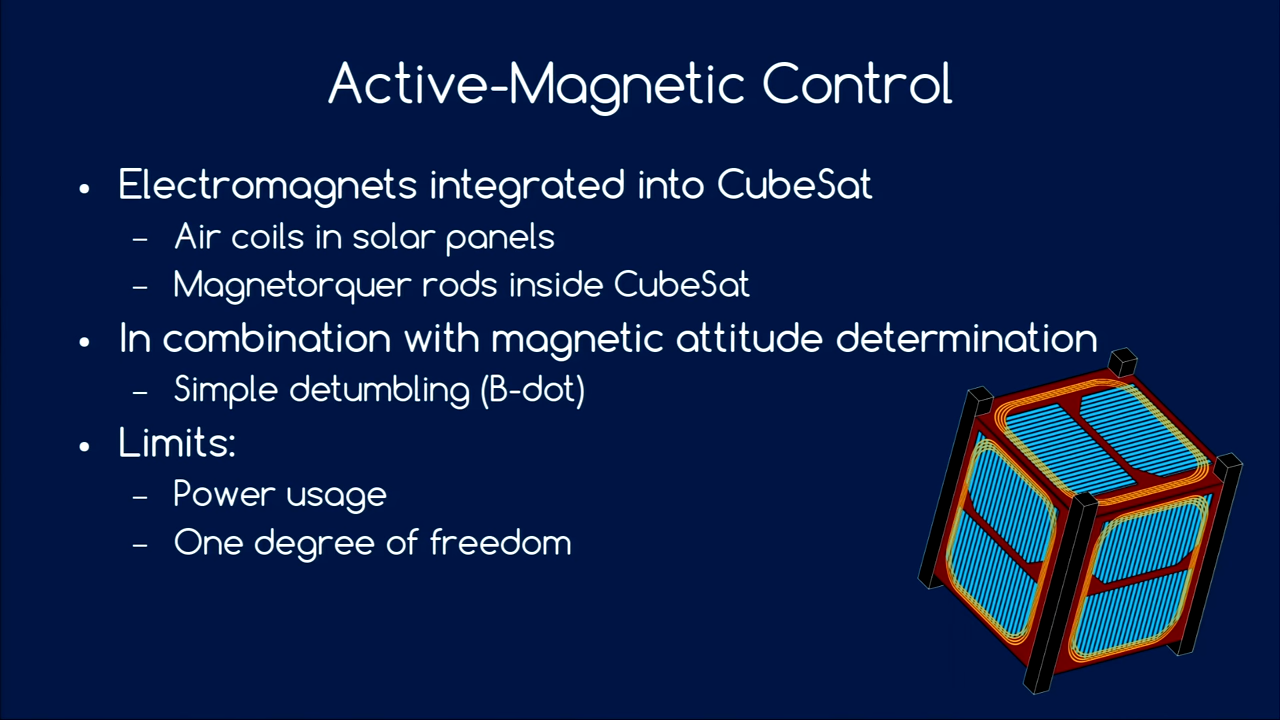 Active-Magnetic Control
• Electromagnets integrated into CubeSat
– Air coils in solar panels
– Magnetorquer rods inside CubeSat
• In combination with magnetic attitude determination
– Simple detumbling (B-dot)
• Limits:
– Power usage
– One degree of freedom